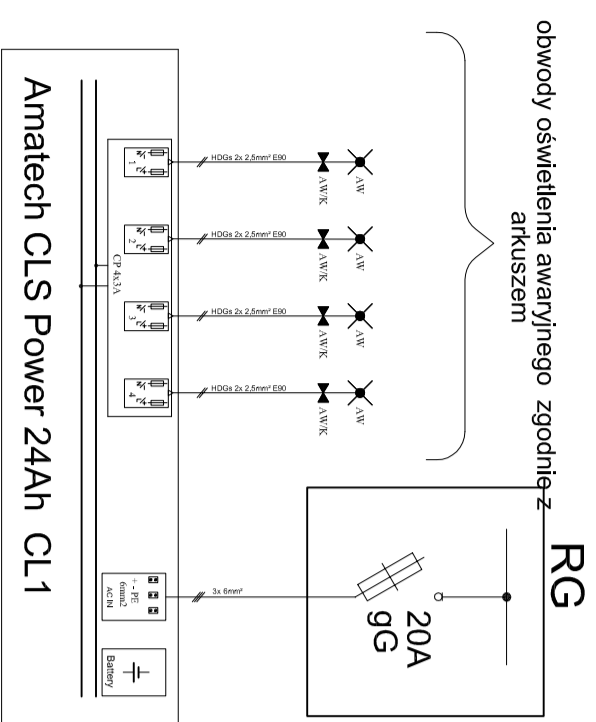 obwody oświetlenia awaryjnego zgodnie z
arkuszem
RG
20A
gG
AW
AW/K
HDGs 2x 2,5mm² E90
AW
AW/K
HDGs 2x 2,5mm² E90
AW
AW/K
HDGs 2x 2,5mm² E90
AW
AW/K
HDGs 2x 2,5mm² E90
3x 6mm²
N L
1
N L
2
N L
3
N L
4
CP 4x3A
+ - PE
6mm2
AC IN
Battery
Amatech CLS Power 24Ah CL1